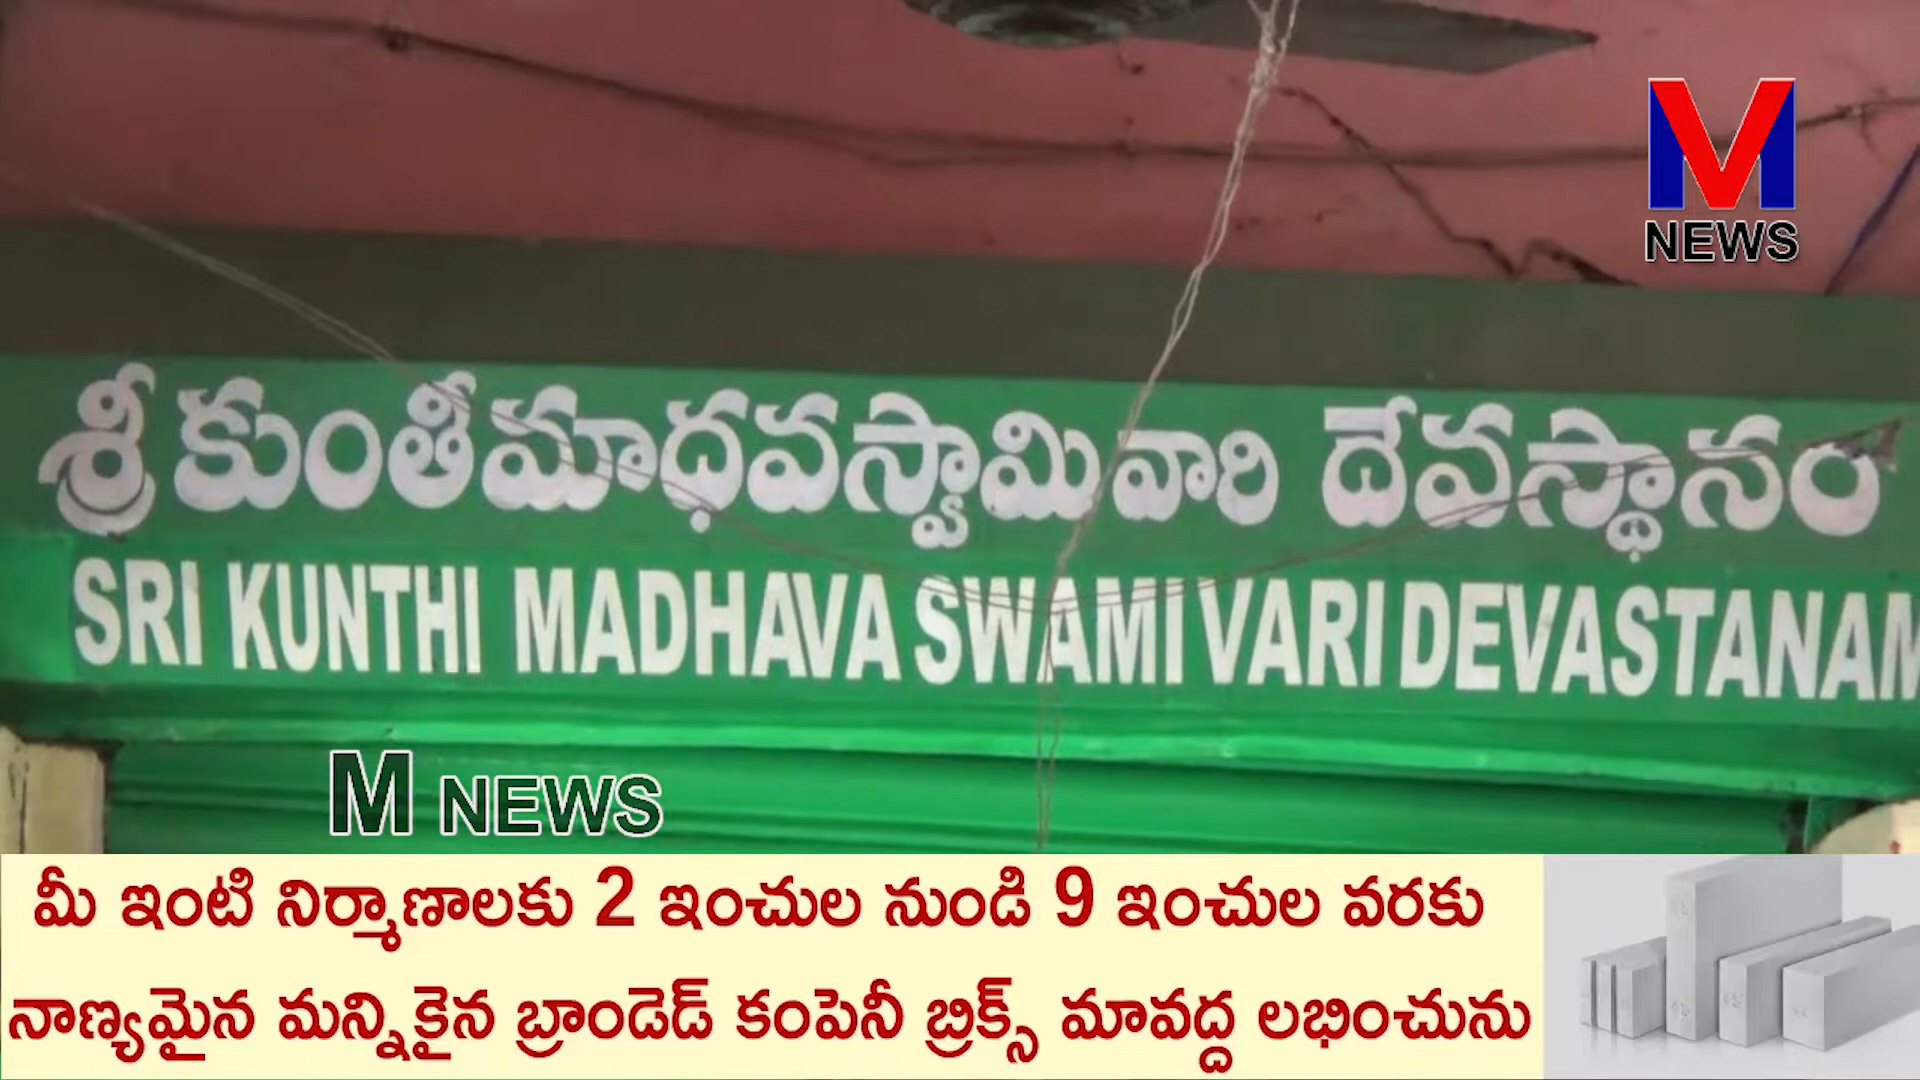 M
NEWS
శ్రీ కుంతీమాధవస్వామివారి దేవస్థానం
SRI KUNTHI MADHAVA SWAMI VARI DEVASTANAM
M NEWS
మీ ఇంటి నిర్మాణాలకు 2 ఇంచుల నుండి 9 ఇంచుల వరకు
నాణ్యమైన మన్నికైన బ్రాండెడ్ కంపెనీ బ్రిక్స్ మావద్ద లభించును